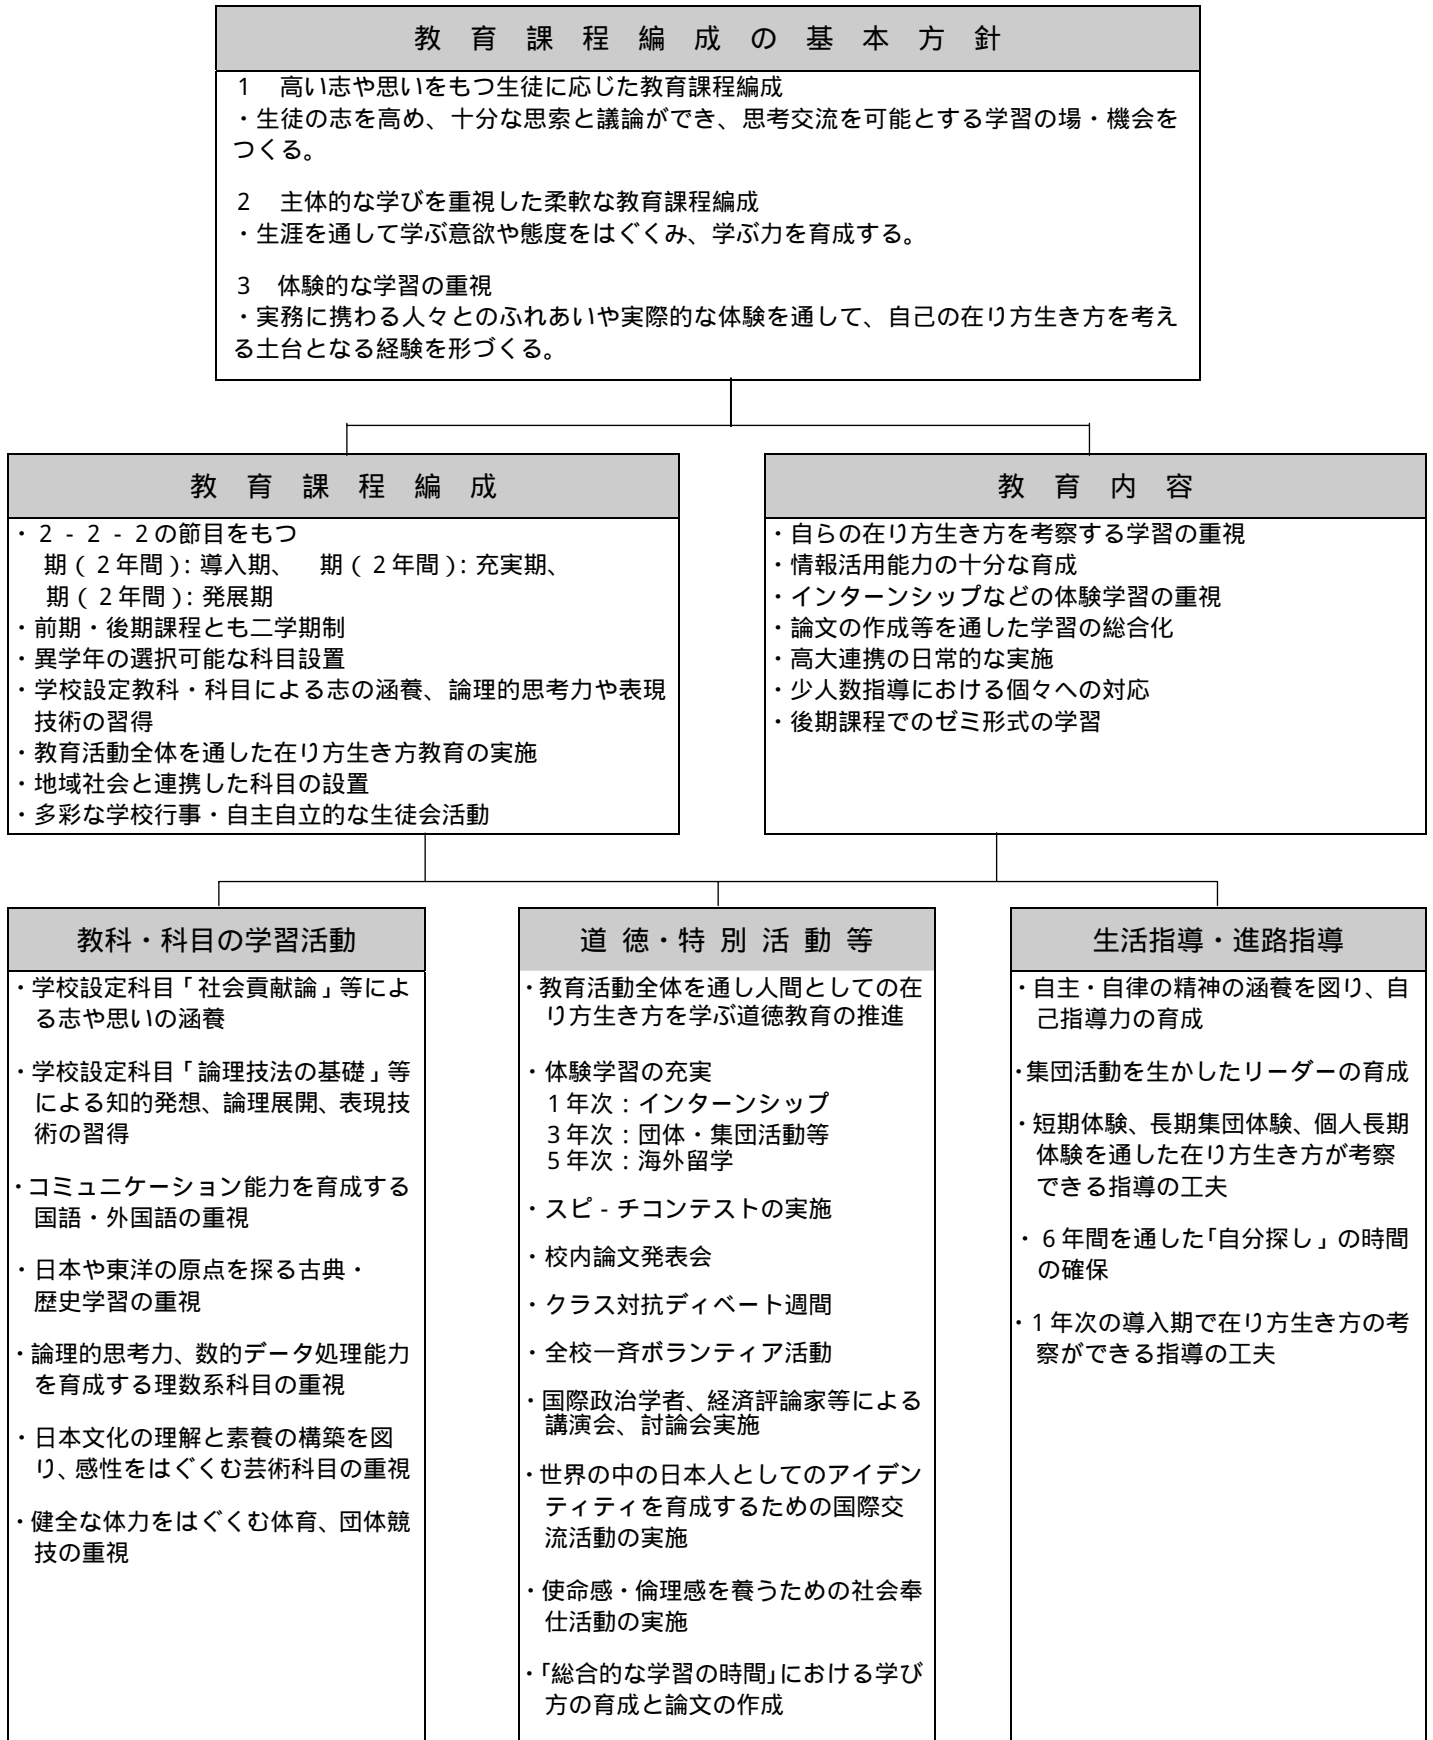 教育課程編成の基本方針
1　高い志や思いをもつ生徒に応じた教育課程編成
・生徒の志を高め、十分な思索と議論ができ、思考交流を可能とする学習の場・機会を
つくる。
2　主体的な学びを重視した柔軟な教育課程編成
・生涯を通して学ぶ意欲や態度をはぐくみ、学ぶ力を育成する。
3　体験的な学習の重視
・実務に携わる人々とのふれあいや実際的な体験を通して、自己の在り方生き方を考え
る土台となる経験を形づくる。
教育課程編成
・２-２-２の節目をもつ
期（２年間）：導入期、　期（２年間）：充実期、
期（２年間）：発展期
・前期・後期課程とも二学期制
・異学年の選択可能な科目設置
・学校設定教科・科目による志の涵養、論理的思考力や表現
技術の習得
・教育活動全体を通した在り方生き方教育の実施
・地域社会と連携した科目の設置
・多彩な学校行事・自主自立的な生徒会活動
教育内容
・自らの在り方生き方を考察する学習の重視
・情報活用能力の十分な育成
・インターンシップなどの体験学習の重視
・論文の作成等を通した学習の総合化
・高大連携の日常的な実施
・少人数指導における個々への対応
・後期課程でのゼミ形式の学習
教科・科目の学習活動
・学校設定科目「社会貢献論」等によ
る志や思いの涵養
・学校設定科目「論理技法の基礎」等
による知的発想、論理展開、表現技
術の習得
・コミュニケーション能力を育成する
国語・外国語の重視
・日本や東洋の原点を探る古典・
歴史学習の重視
・論理的思考力、数的データ処理能力
を育成する理数系科目の重視
・日本文化の理解と素養の構築を図
り、感性をはぐくむ芸術科目の重視
・健全な体力をはぐくむ体育、団体競
技の重視
道徳・特別活動等
・教育活動全体を通し人間としての在
り方生き方を学ぶ道徳教育の推進
・体験学習の充実
１年次：インターンシップ
３年次：団体・集団活動等
５年次：海外留学
・スピ‐チコンテストの実施
・校内論文発表会
・クラス対抗ディベート週間
・全校一斉ボランティア活動
・国際政治学者、経済評論家等による
講演会、討論会実施
・世界の中の日本人としてのアイデン
ティティを育成するための国際交
流活動の実施
・使命感・倫理感を養うための社会奉
仕活動の実施
・「総合的な学習の時間」における学び
方の育成と論文の作成
生活指導・進路指導
・自主・自律の精神の涵養を図り、自
己指導力の育成
・集団活動を生かしたリーダーの育成
・短期体験、長期集団体験、個人長期
体験を通した在り方生き方が考察
できる指導の工夫
・６年間を通した「自分探し」の時間
の確保
・1年次の導入期で在り方生き方の考
察ができる指導の工夫